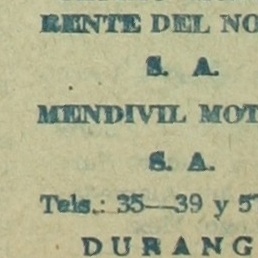 RENTE DEL NO
S. A.
MENDIVIL MOT
S. A.
Tels.: 35—39 y 5
DURANG